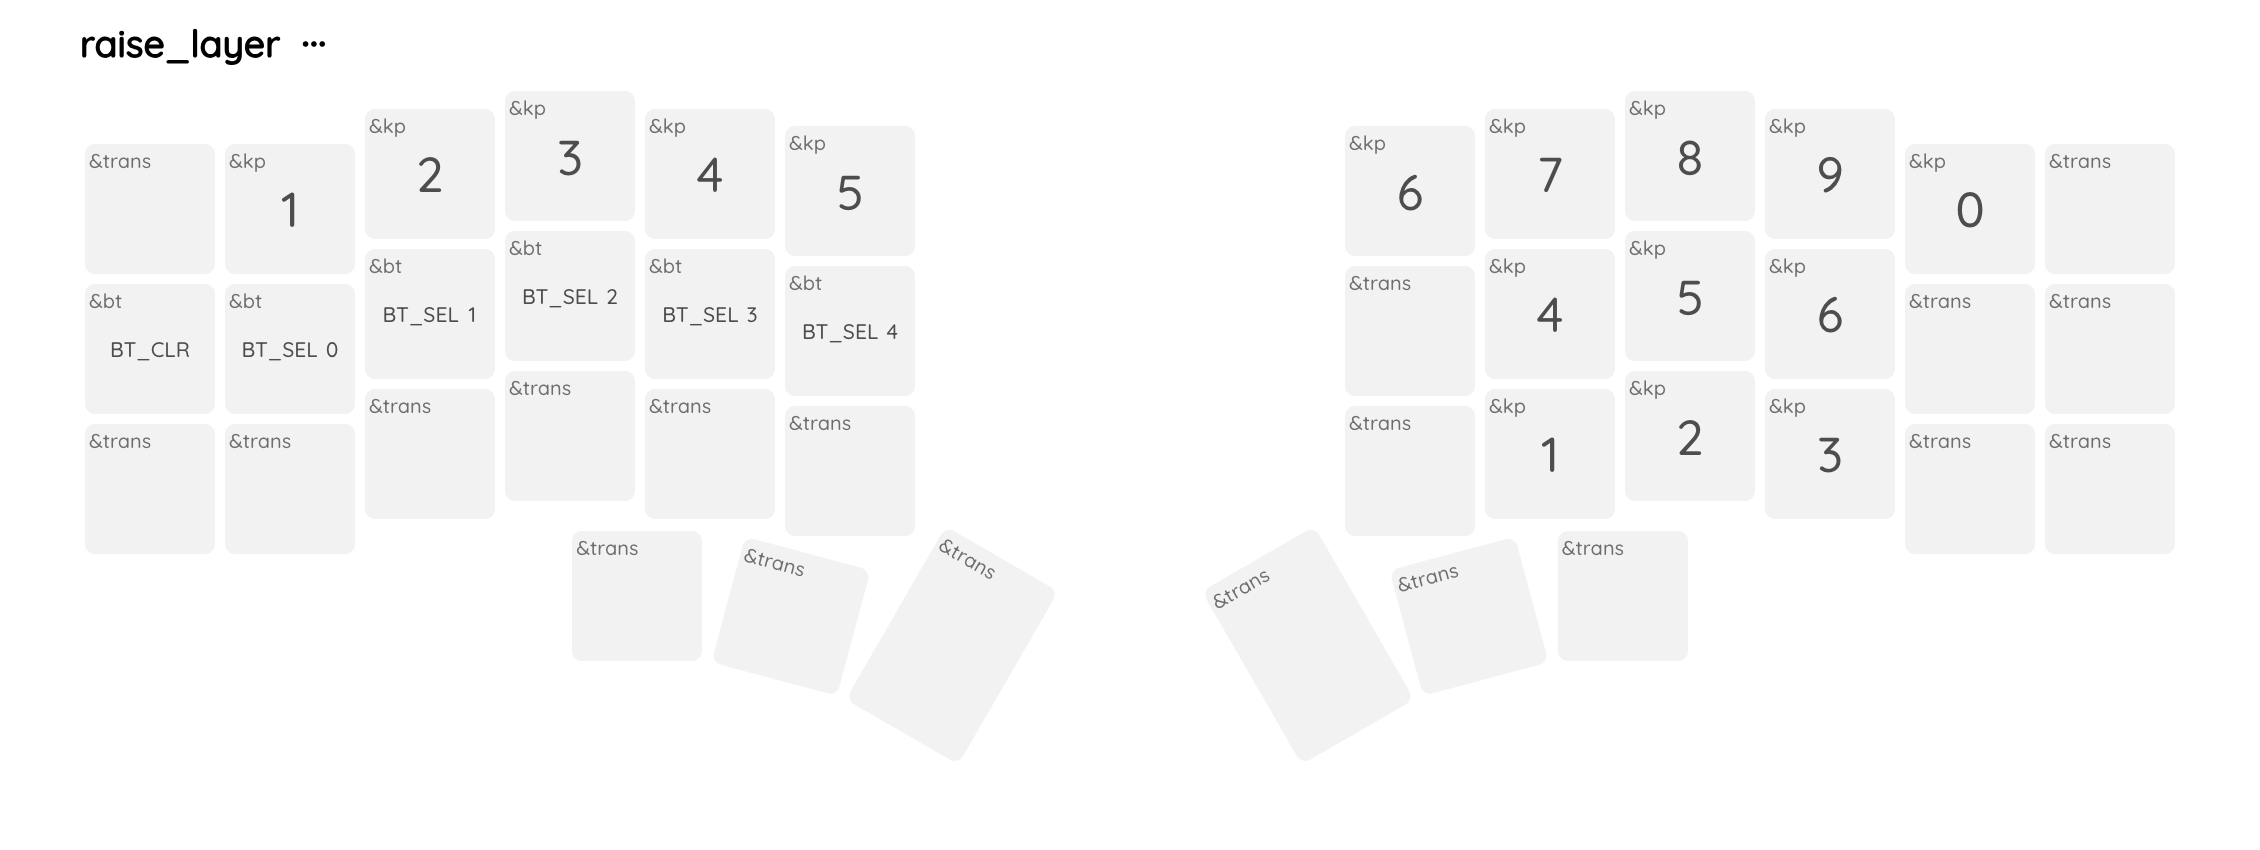 raise_layer ...
&trans &kp &kp &kp &kp &kp &kp &kp &kp &kp &kp &trans
1 2 3 4 5 6 7 8 9 0
&bt &bt &bt &bt &bt &bt &trans &kp &kp &kp &trans &trans
BT_CLR BT_SEL 0 BT_SEL 1 BT_SEL 2 BT_SEL 3 BT_SEL 4 4 5 6
&trans &trans &trans &trans &trans &trans &trans &kp &kp &kp &trans &trans
1 2 3
&trans &trans &trans &trans &trans &trans